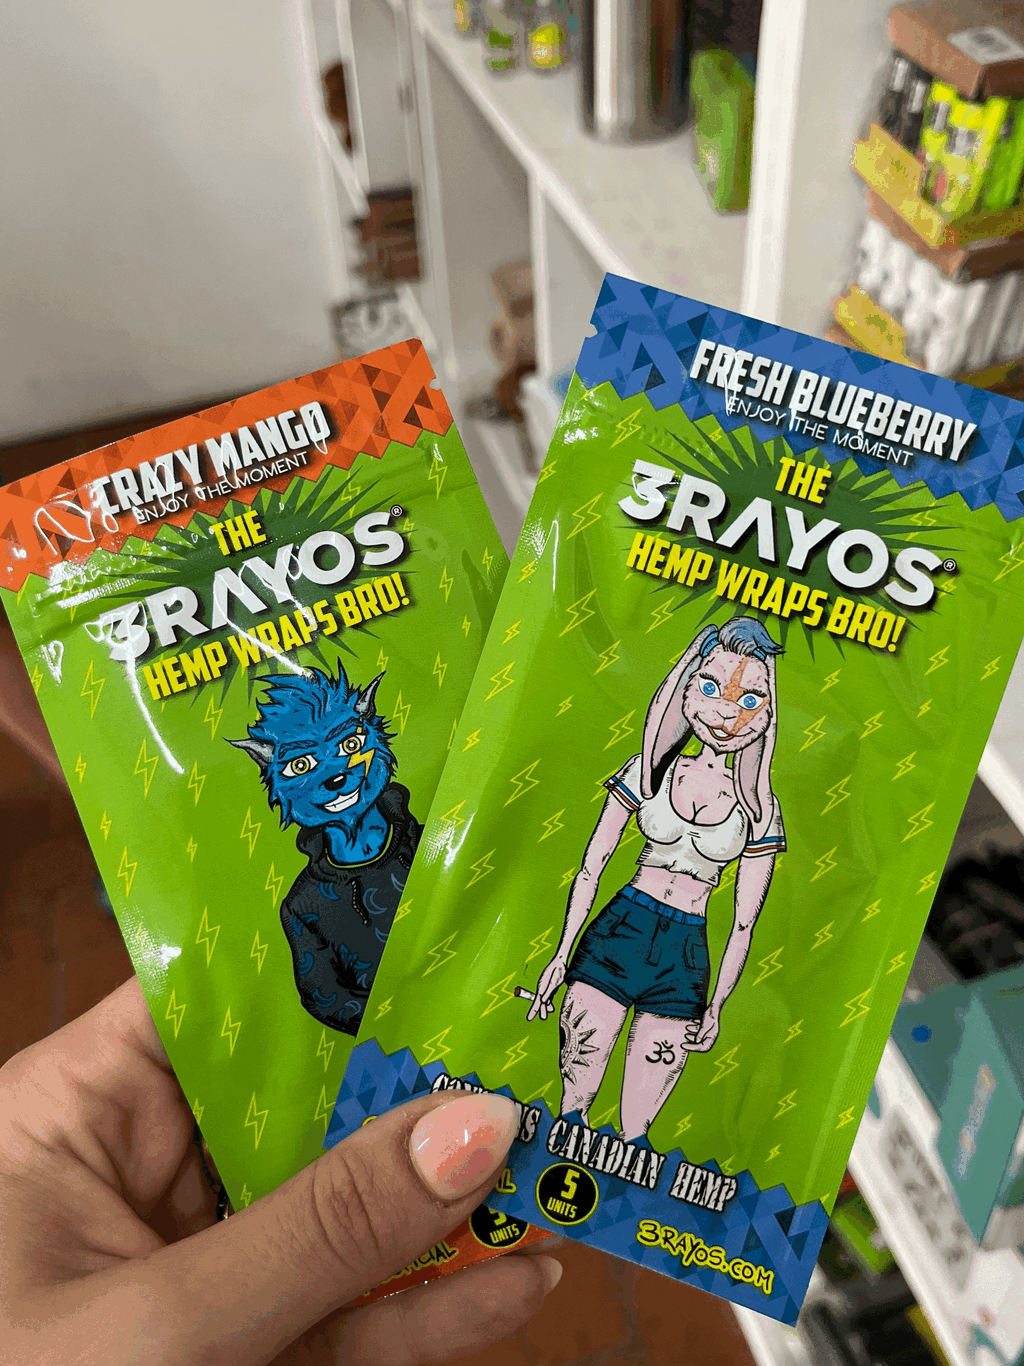 CRAZY MANGO
ENJOY THE MOMENT
THE
3RAYOS®
HEMP WRAPS BRO!
UNITS
FRESH BLUEBERRY
ENJOY THE MOMENT
THE
3RAYOS®
HEMP WRAPS BRO!
ॐ
CANADIAN HEMP
5
UNITS
3RAYOS.COM